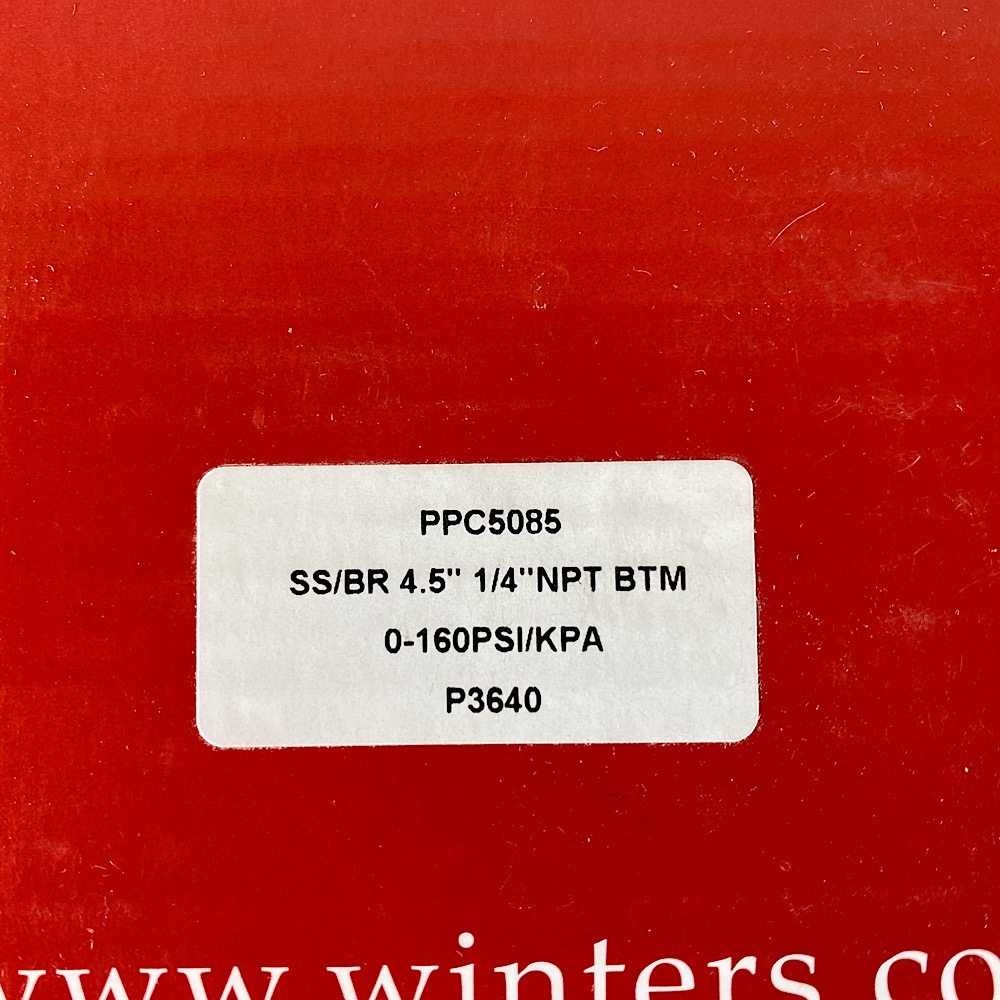 PPC5085
SS/BR 4.5" 1/4"NPT BTM
0-160PSI/KPA
P3640
www.winters.co